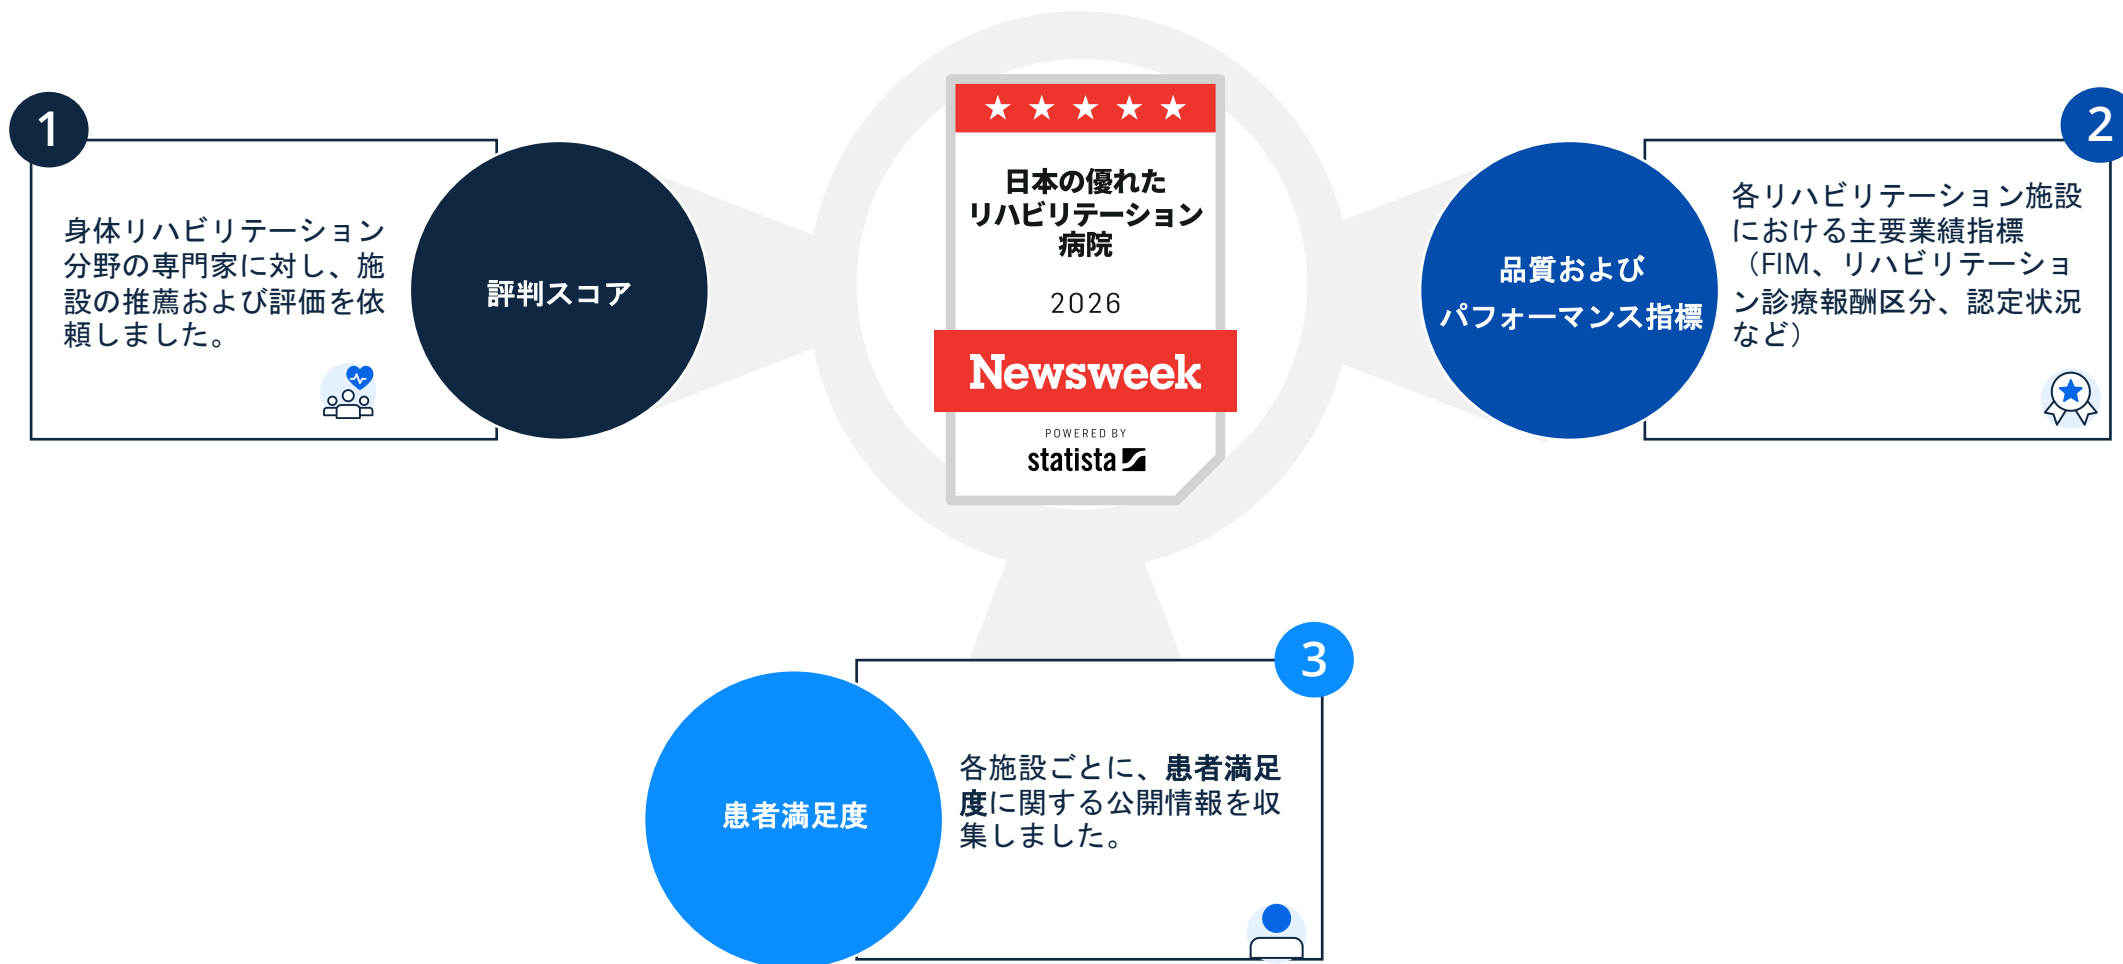 1
身体リハビリテーション
分野の専門家に対し、施
設の推薦および評価を依
頼しました。
評判スコア
日本の優れた
リハビリテーション
病院
2026
Newsweek
POWERED BY
statista
2
品質および
パフォーマンス指標
各リハビリテーション施設
における主要業績指標
（FIM、リハビリテーショ
ン診療報酬区分、認定状況
など）
3
患者満足度
各施設ごとに、患者満足
度に関する公開情報を収
集しました。